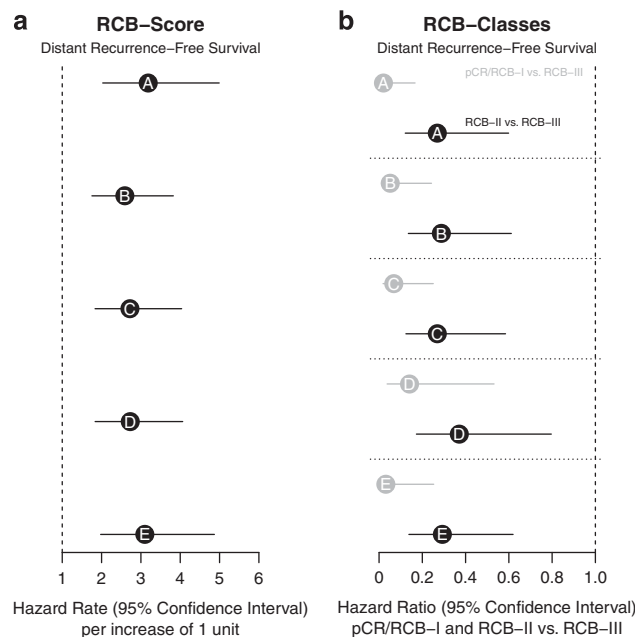 a
RCB–Score
Distant Recurrence–Free Survival
A
B
C
D
E
1 2 3 4 5 6
Hazard Rate (95% Confidence Interval)
per increase of 1 unit
b
RCB–Classes
Distant Recurrence–Free Survival
pCR/RCB–I vs. RCB–III
A
RCB–II vs. RCB–III
A
B
B
C
C
D
D
E
E
0 0.2 0.4 0.6 0.8 1.0
Hazard Ratio (95% Confidence Interval)
pCR/RCB–I and RCB–II vs. RCB–III